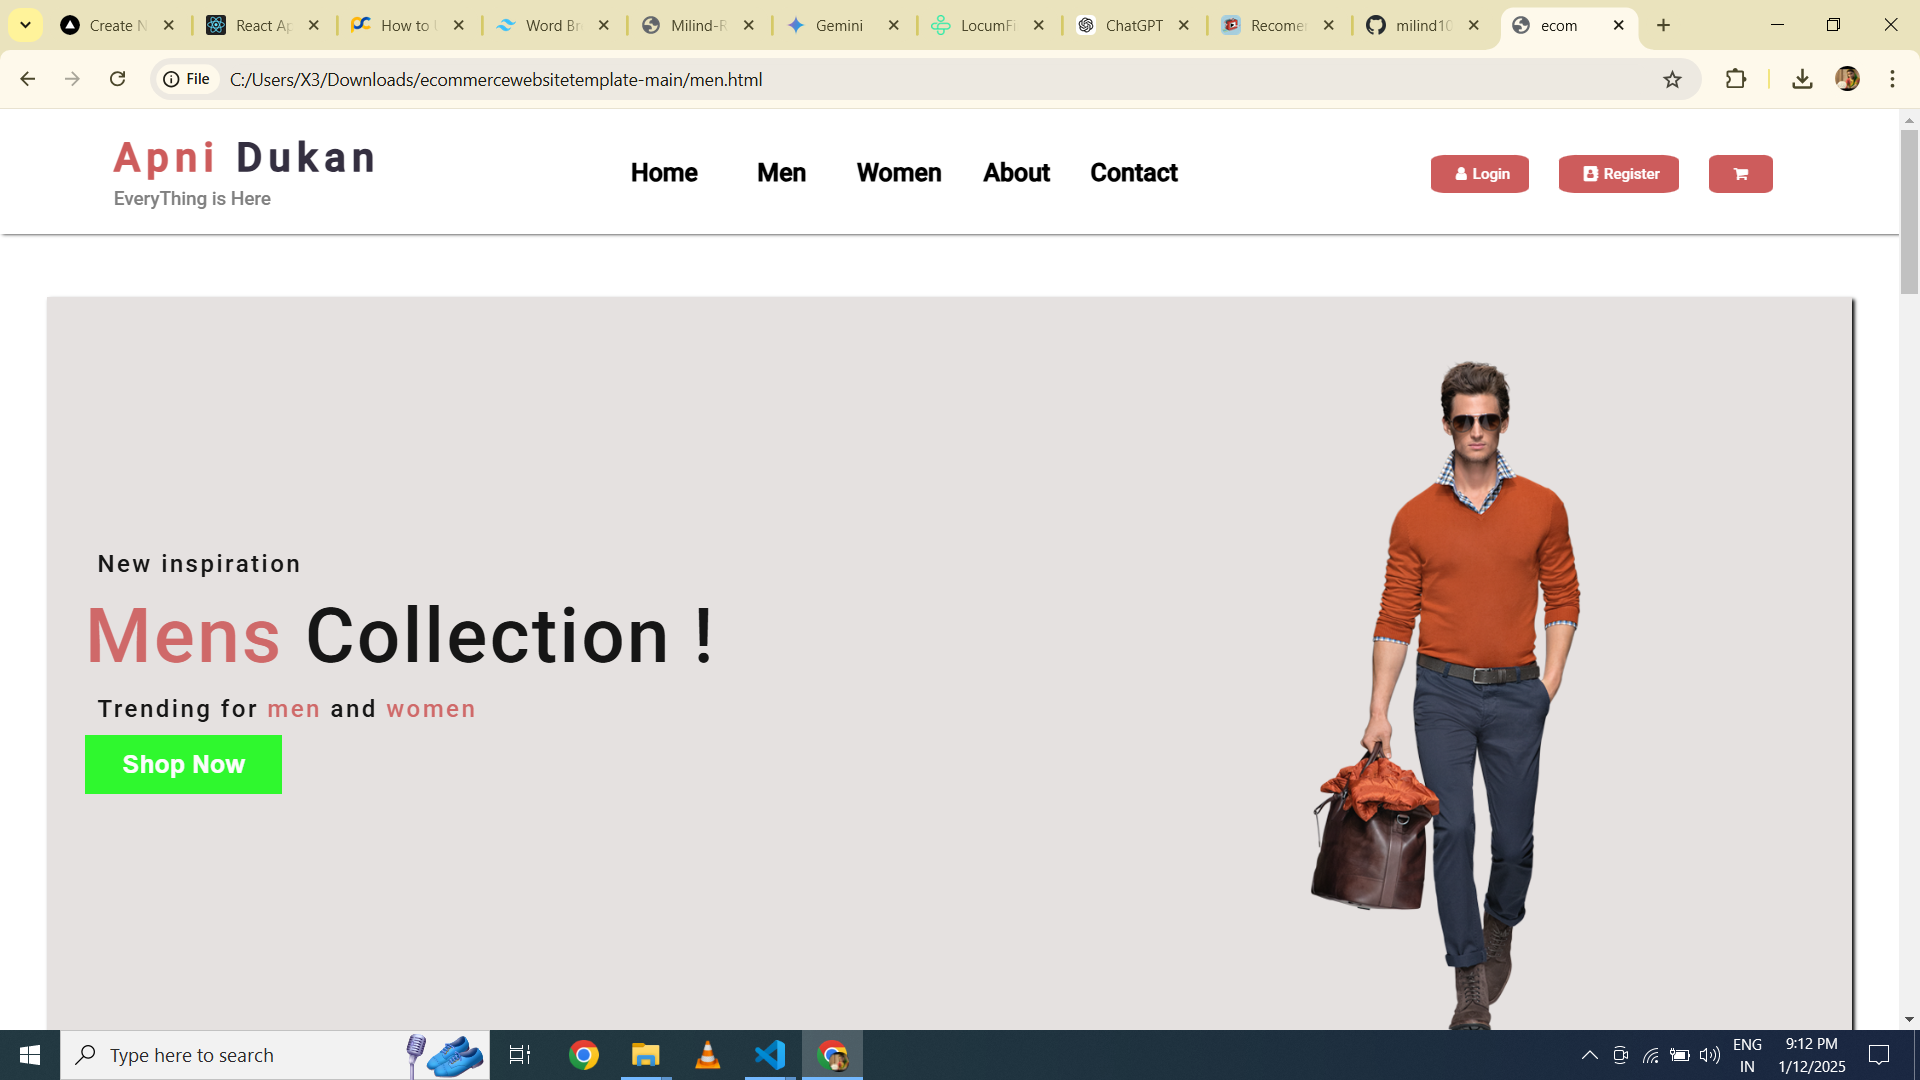 Create N
React Ap
How to U
Word Bre
Milind-R
Gemini
LocumFi
ChatGPT
Recomen
milind10
ecom
File
C:/Users/X3/Downloads/ecommercewebsitetemplate-main/men.html
Apni Dukan
EveryThing is Here
Home
Men
Women
About
Contact
Login
Register
New inspiration
Mens Collection !
Trending for men and women
Shop Now
Type here to search
ENG
IN
9:12 PM
1/12/2025